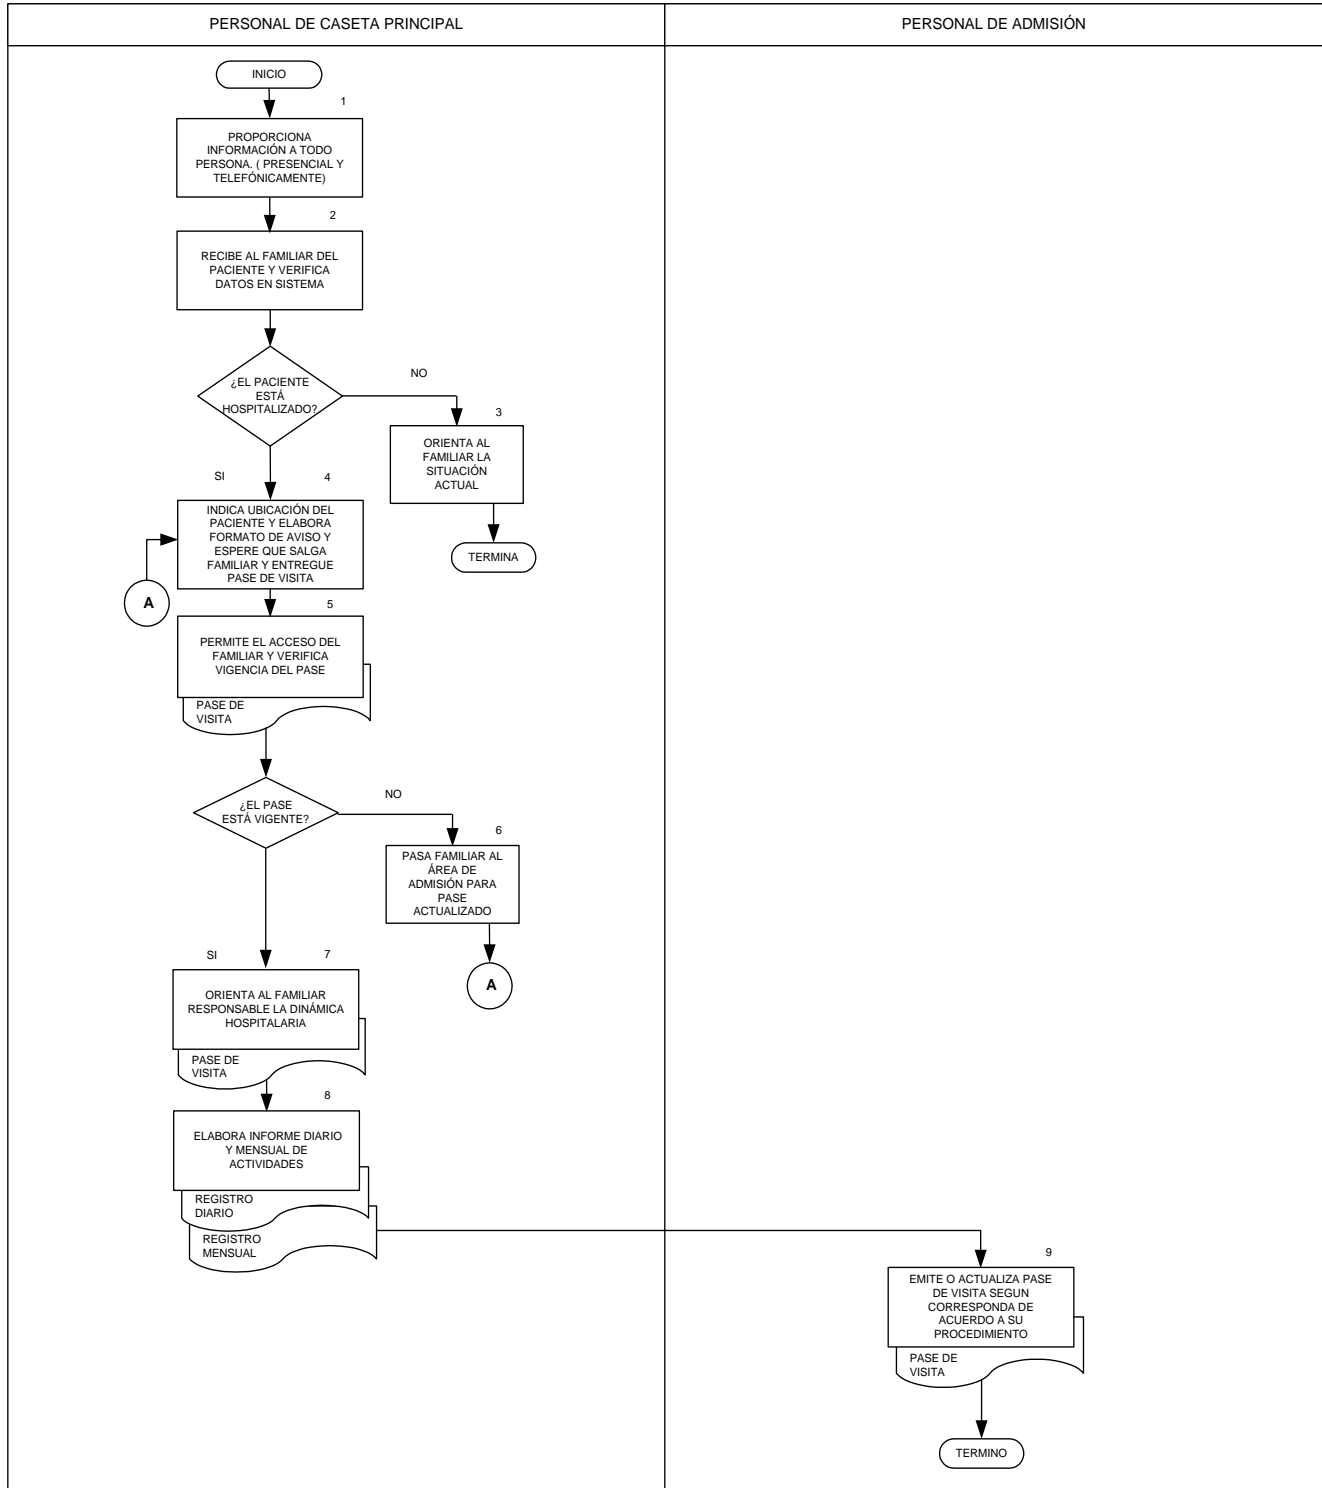 PERSONAL DE CASETA PRINCIPAL
PERSONAL DE ADMISIÓN
INICIO
1
PROPORCIONA
INFORMACIÓN A TODO
PERSONA. ( PRESENCIAL Y
TELEFÓNICAMENTE)
2
RECIBE AL FAMILIAR DEL
PACIENTE Y VERIFICA
DATOS EN SISTEMA
¿EL PACIENTE
ESTÁ
HOSPITALIZADO?
NO
3
ORIENTA AL
FAMILIAR LA
SITUACIÓN
ACTUAL
TERMINA
SI
4
INDICA UBICACIÓN DEL
PACIENTE Y ELABORA
FORMATO DE AVISO Y
ESPERE QUE SALGA
FAMILIAR Y ENTREGUE
PASE DE VISITA
A
5
PERMITE EL ACCESO DEL
FAMILIAR Y VERIFICA
VIGENCIA DEL PASE
PASE DE
VISITA
¿EL PASE
ESTÁ VIGENTE?
NO
6
PASA FAMILIAR AL
ÁREA DE
ADMISIÓN PARA
PASE
ACTUALIZADO
A
SI
7
ORIENTA AL FAMILIAR
RESPONSABLE LA DINÁMICA
HOSPITALARIA
PASE DE
VISITA
8
ELABORA INFORME DIARIO
Y MENSUAL DE
ACTIVIDADES
REGISTRO
DIARIO
REGISTRO
MENSUAL
9
EMITE O ACTUALIZA PASE
DE VISITA SEGUN
CORRESPONDA DE
ACUERDO A SU
PROCEDIMIENTO
PASE DE
VISITA
TERMINO